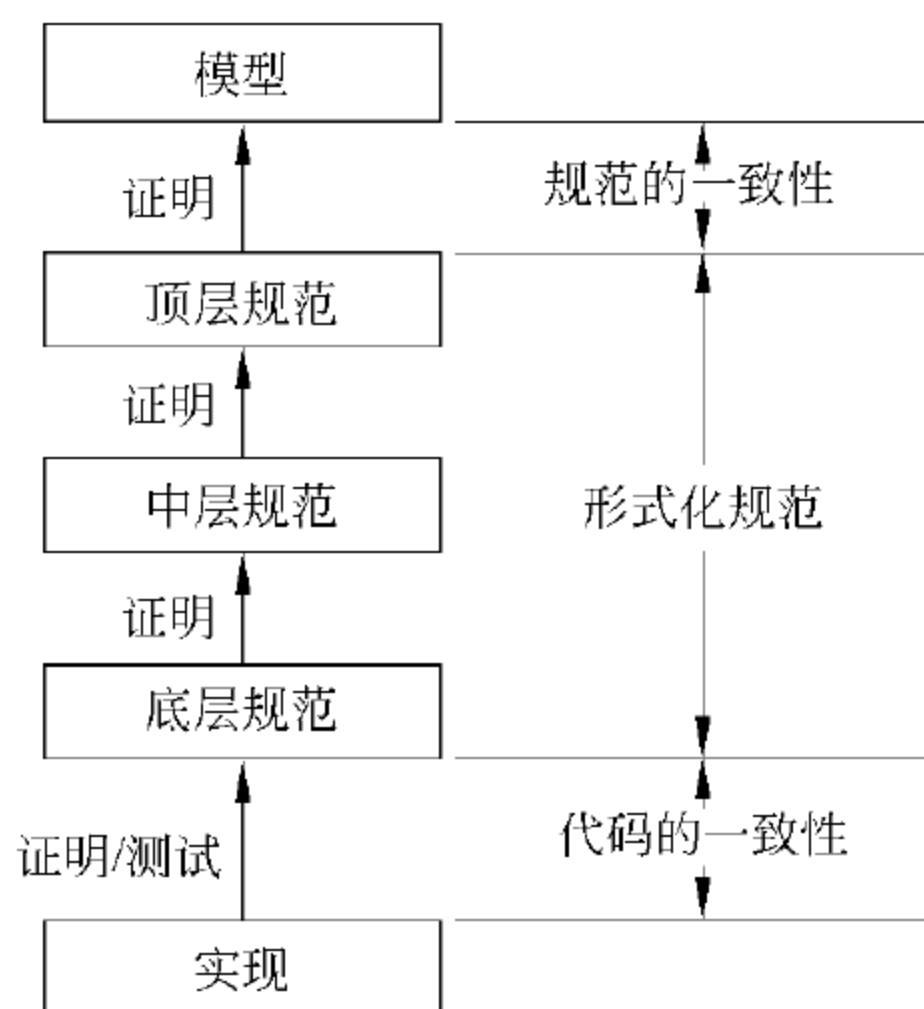 模型
证明
规范的一致性
顶层规范
证明
中层规范
形式化规范
证明
底层规范
证明/测试
代码的一致性
实现